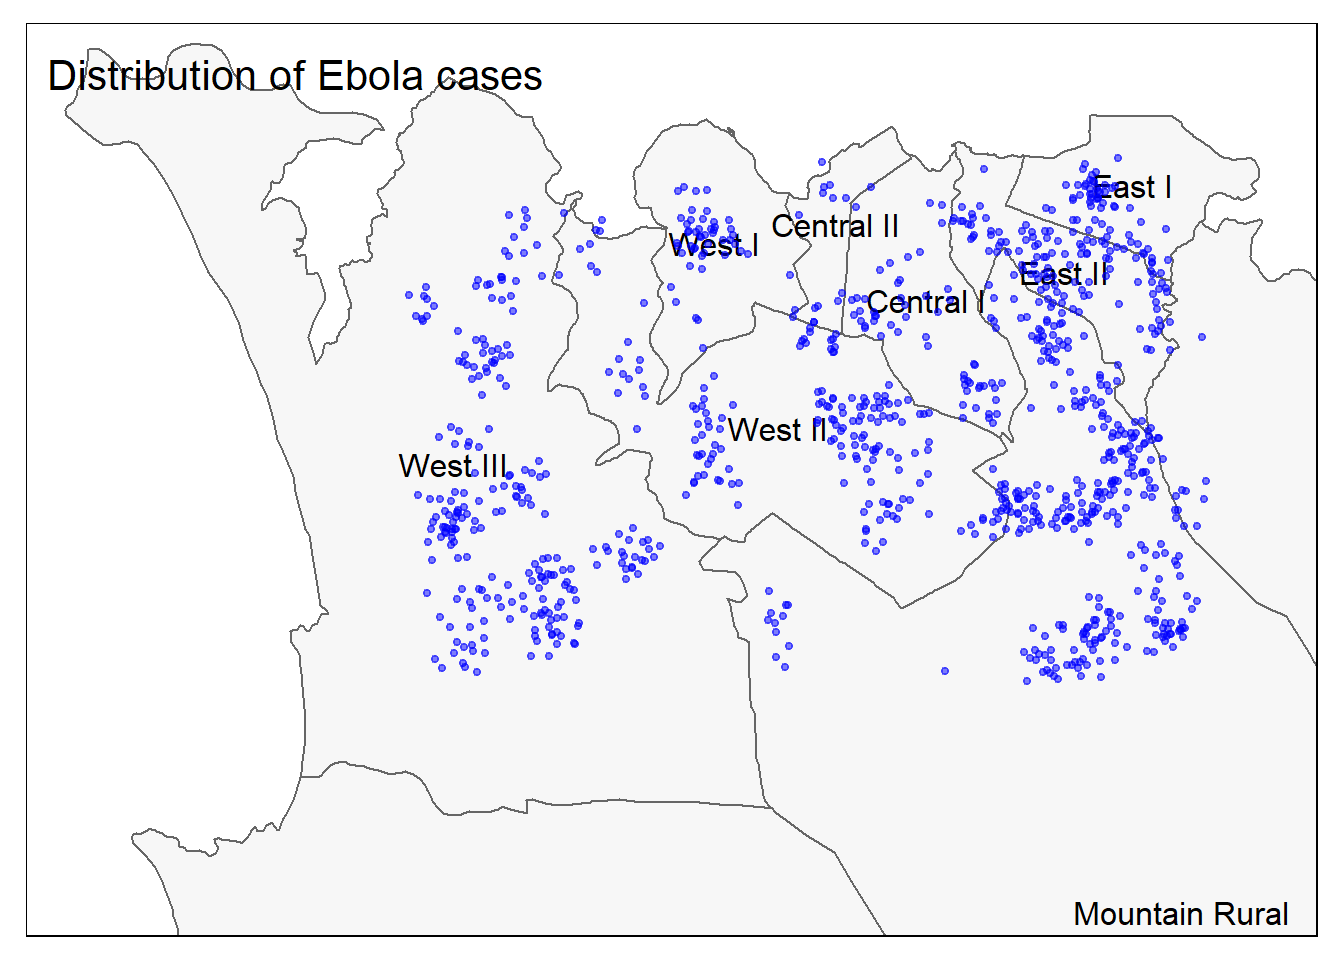 Distribution of Ebola cases
East I
Central II
West I
East II
Central I
West II
West III
Mountain Rural